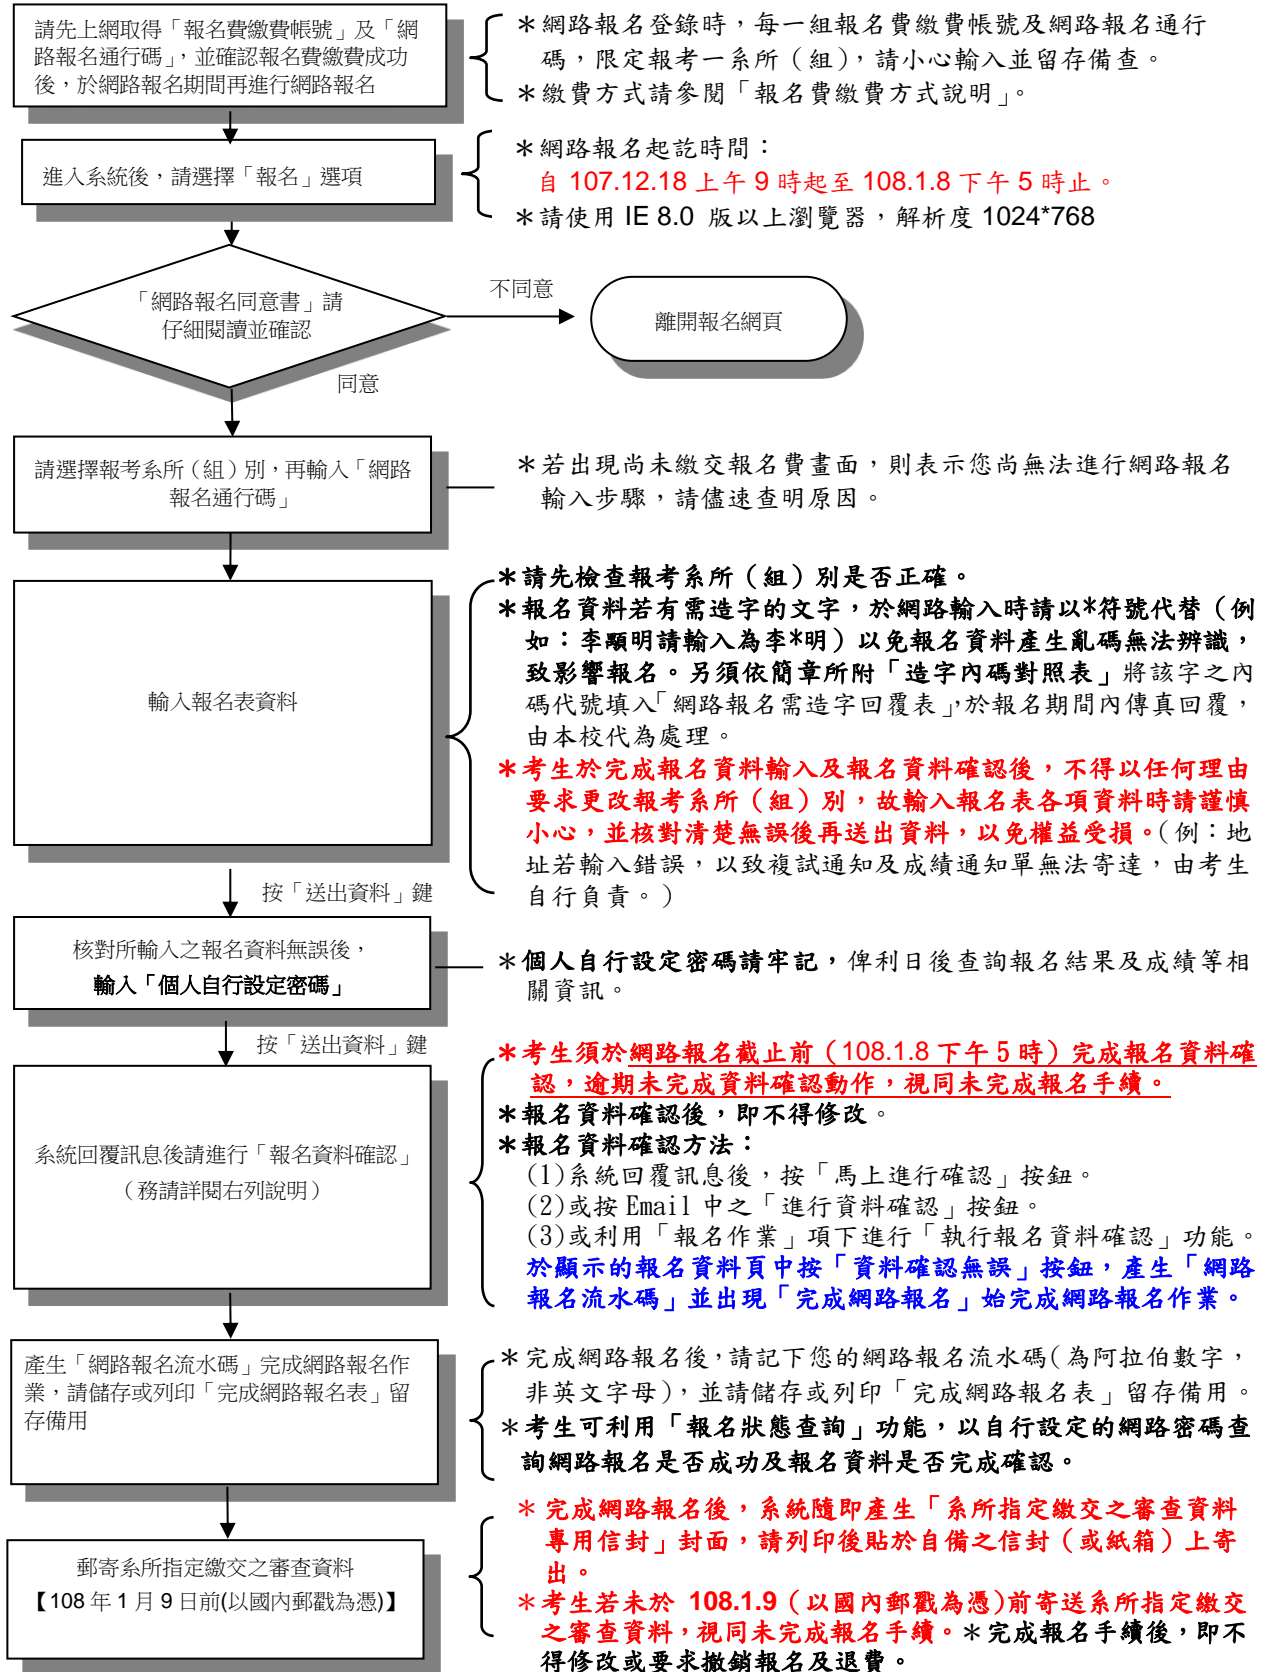 請先上網取得「報名費繳費帳號」及「網
路報名通行碼」，並確認報名費繳費成功
後，於網路報名期間再進行網路報名
＊網路報名登錄時，每一組報名費繳費帳號及網路報名通行
碼，限定報考一系所（組），請小心輸入並留存備查。
＊繳費方式請參閱「報名費繳費方式說明」。
進入系統後，請選擇「報名」選項
＊網路報名起訖時間：
自 107.12.18 上午 9 時起至 108.1.8 下午 5 時止。
＊請使用 IE 8.0 版以上瀏覽器，解析度 1024*768
「網路報名同意書」請
仔細閱讀並確認
不同意
離開報名網頁
同意
請選擇報考系所（組）別，再輸入「網路
報名通行碼」
＊若出現尚未繳交報名費畫面，則表示您尚無法進行網路報名
輸入步驟，請儘速查明原因。
輸入報名表資料
＊請先檢查報考系所（組）別是否正確。
＊報名資料若有需造字的文字，於網路輸入時請以*符號代替（例
如：李顯明請輸入為李*明）以免報名資料產生亂碼無法辨識，
致影響報名。另須依簡章所附「造字內碼對照表」將該字之內
碼代號填入「網路報名需造字回覆表」，於報名期間內傳真回覆，
由本校代為處理。
＊考生於完成報名資料輸入及報名資料確認後，不得以任何理由
要求更改報考系所（組）別，故輸入報名表各項資料時請謹慎
小心，並核對清楚無誤後再送出資料，以免權益受損。（例：地
址若輸入錯誤，以致複試通知及成績通知單無法寄達，由考生
自行負責。）
按「送出資料」鍵
核對所輸入之報名資料無誤後，
輸入「個人自行設定密碼」
＊個人自行設定密碼請牢記，俾利日後查詢報名結果及成績等相
關資訊。
按「送出資料」鍵
系統回覆訊息後請進行「報名資料確認」
（務請詳閱右列說明）
＊考生須於網路報名截止前（108.1.8 下午 5 時）完成報名資料確
認，逾期未完成資料確認動作，視同未完成報名手續。
＊報名資料確認後，即不得修改。
＊報名資料確認方法：
(1)系統回覆訊息後，按「馬上進行確認」按鈕。
(2)或按 Email 中之「進行資料確認」按鈕。
(3)或利用「報名作業」項下進行「執行報名資料確認」功能。
於顯示的報名資料頁中按「資料確認無誤」按鈕，產生「網路
報名流水碼」並出現「完成網路報名」始完成網路報名作業。
產生「網路報名流水碼」完成網路報名作
業，請儲存或列印「完成網路報名表」留
存備用
＊完成網路報名後，請記下您的網路報名流水碼（為阿拉伯數字，
非英文字母），並請儲存或列印「完成網路報名表」留存備用。
＊考生可利用「報名狀態查詢」功能，以自行設定的網路密碼查
詢網路報名是否成功及報名資料是否完成確認。
郵寄系所指定繳交之審查資料
【108 年 1 月 9 日前(以國內郵戳為憑)】
＊完成網路報名後，系統隨即產生「系所指定繳交之審查資料
專用信封」封面，請列印後貼於自備之信封（或紙箱）上寄
出。
＊考生若未於 108.1.9（以國內郵戳為憑)前寄送系所指定繳交
之審查資料，視同未完成報名手續。＊完成報名手續後，即不
得修改或要求撤銷報名及退費。